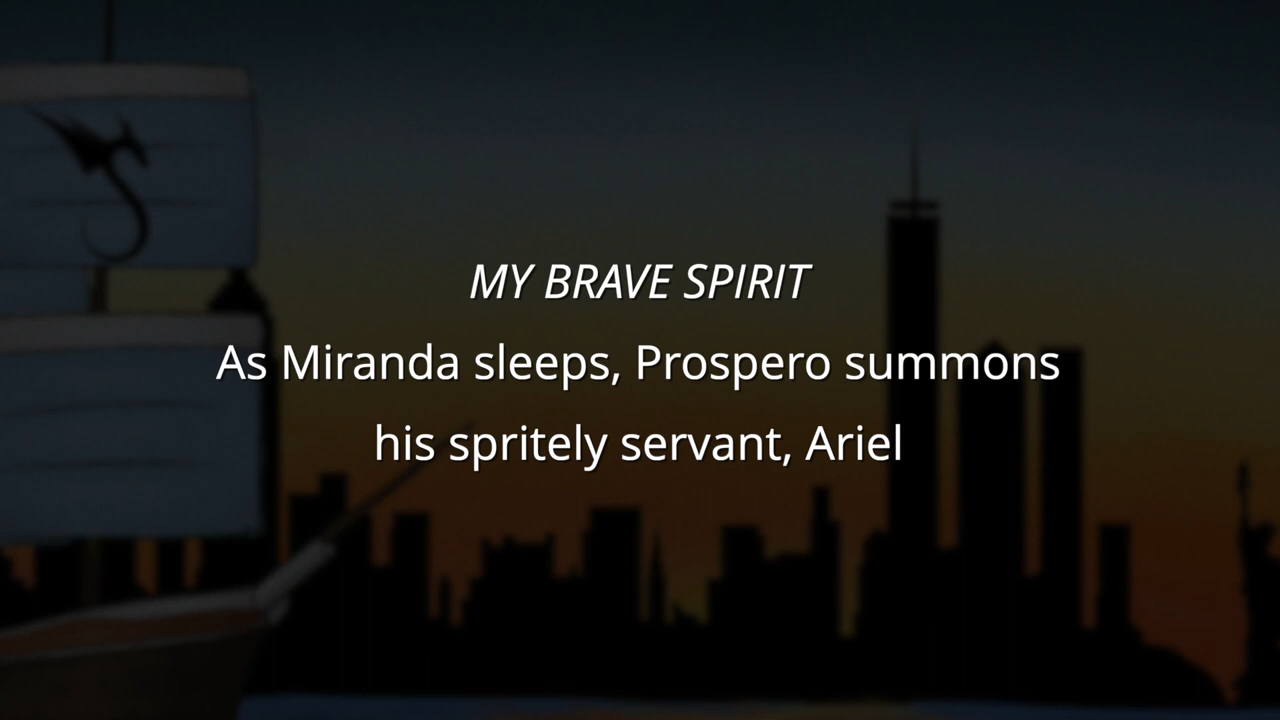 MY BRAVE SPIRIT
As Miranda sleeps, Prospero summons
his spritely servant, Ariel